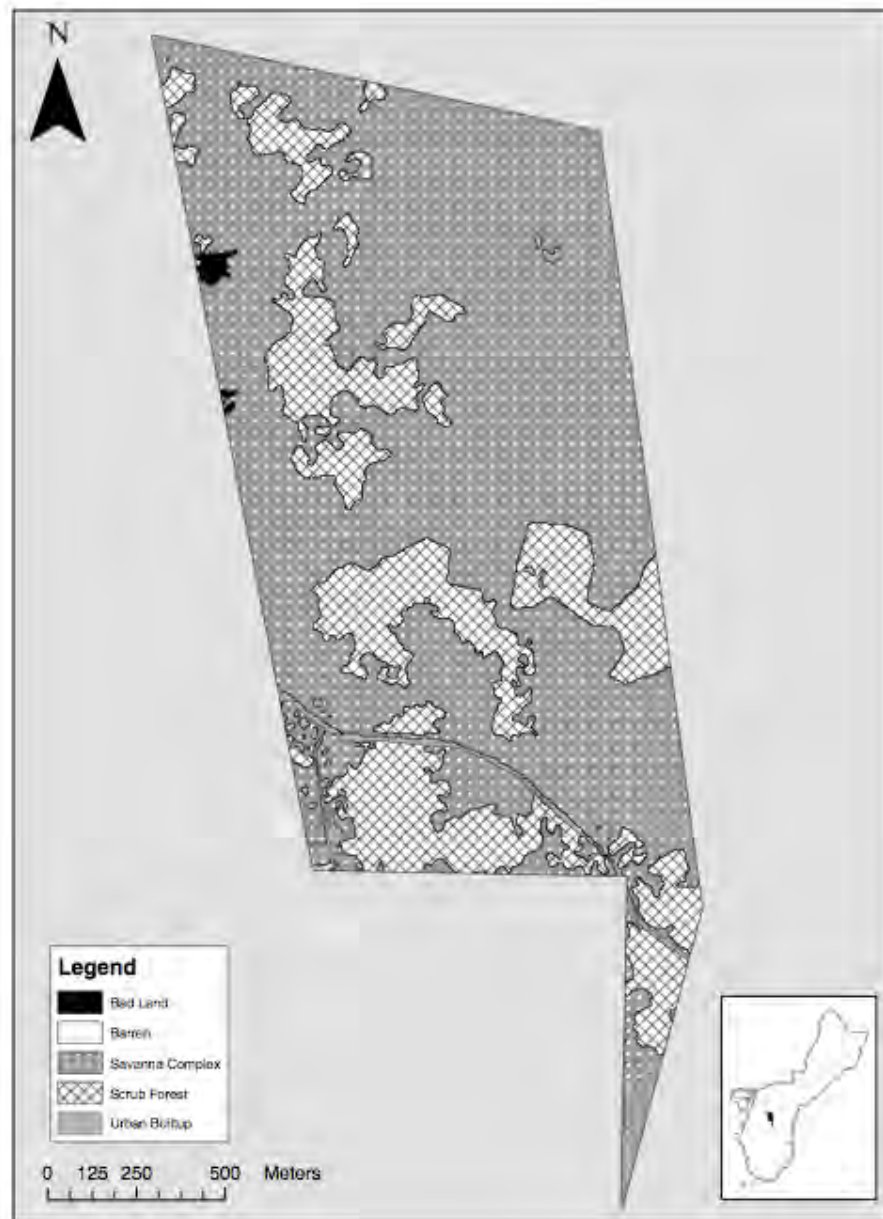 N
Legend
Bad Land
Barren
Savanna Complex
Scrub Forest
Urban Builtup
0 125 250 500 Meters